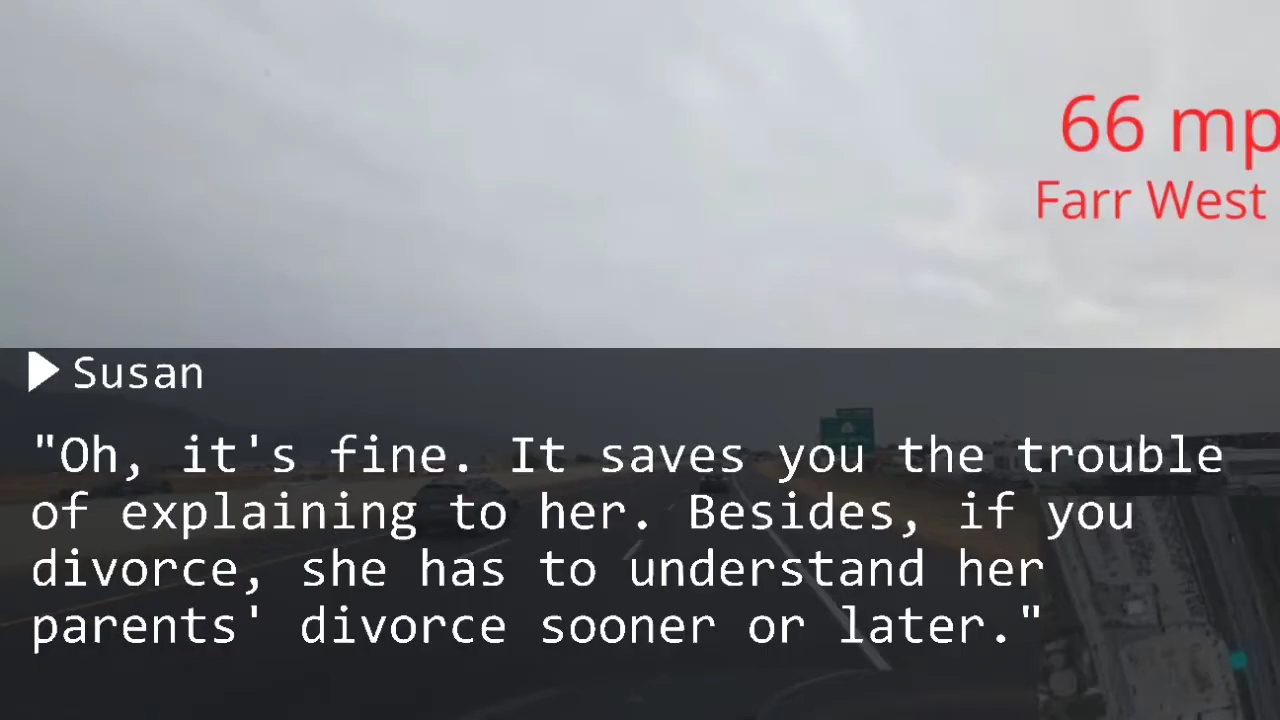 66 mp
Farr West
Susan
"Oh, it's fine. It saves you the trouble
of explaining to her. Besides, if you
divorce, she has to understand her
parents' divorce sooner or later."